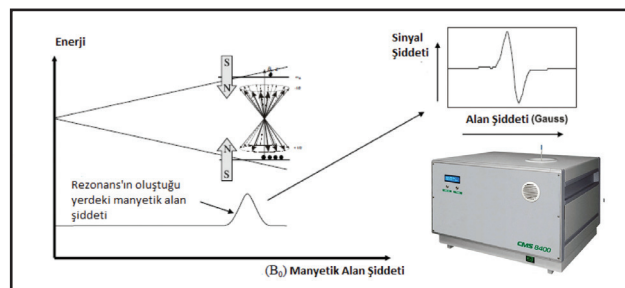 Enerji
S
N
N
S
Rezonans'ın oluştuğu
yerdeki manyetik alan
şiddeti
(B₀) Manyetik Alan Şiddeti
Sinyal
Şiddeti
Alan Şiddeti (Gauss)
CMS 8400